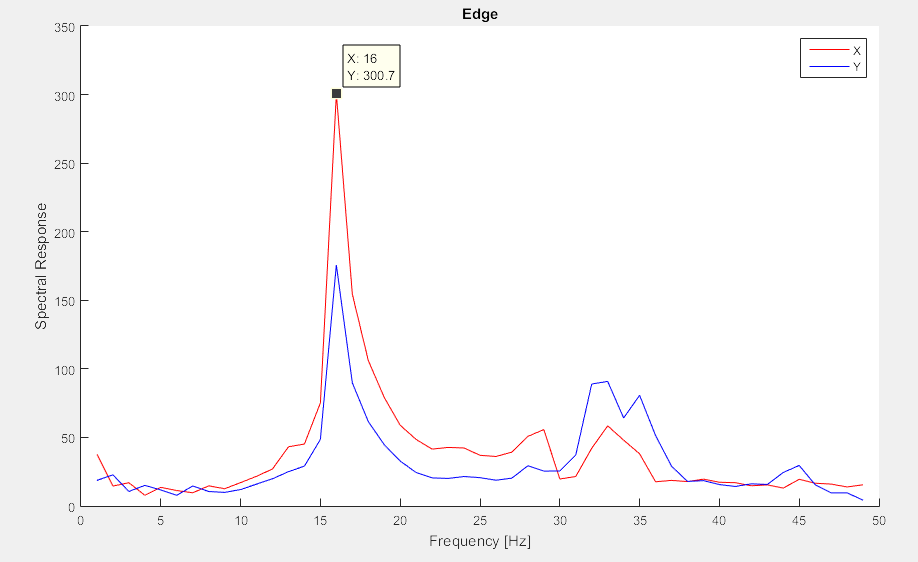 Edge
350
300
250
200
150
100
50
0
Spectral Response
X: 16
Y: 300.7
X
Y
0 5 10 15 20 25 30 35 40 45 50
Frequency [Hz]